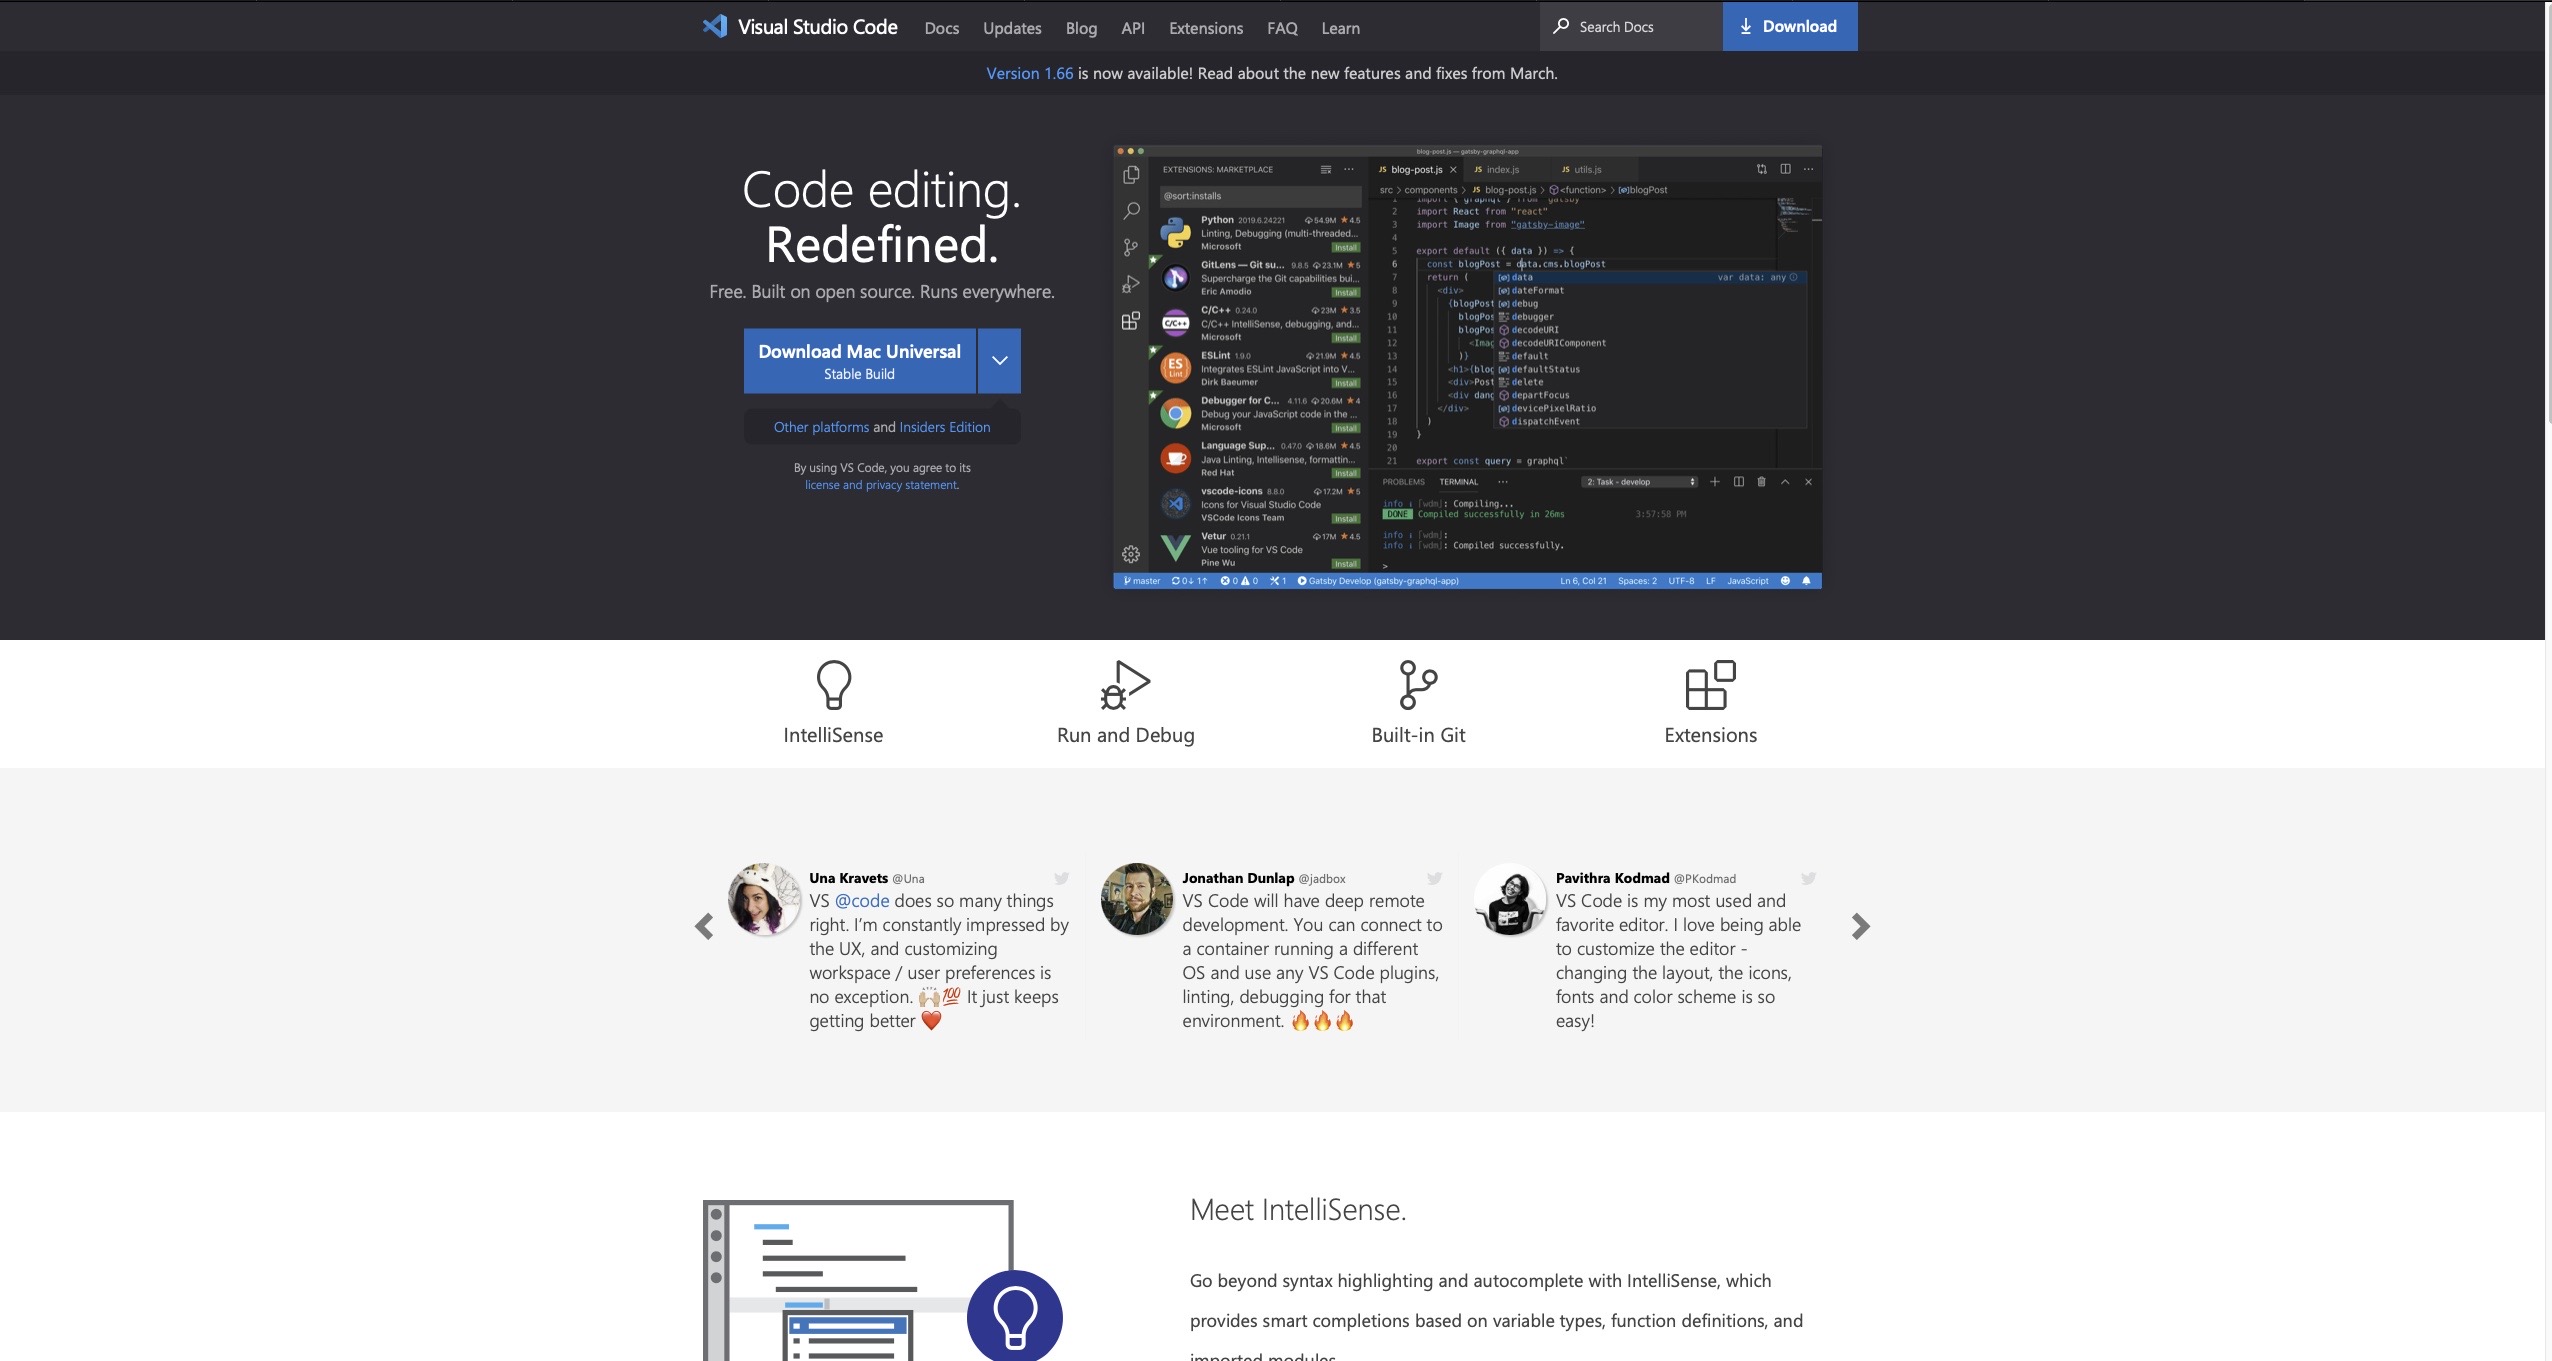 Visual Studio Code Docs Updates Blog API Extensions FAQ Learn Search Docs Download
Version 1.66 is now available! Read about the new features and fixes from March.
Code editing.
Redefined.
Free. Built on open source. Runs everywhere.
Download Mac Universal
Stable Build
Other platforms and Insiders Edition
By using VS Code, you agree to its
license and privacy statement.
blog-post.js — gatsby-graphql-app
EXTENSIONS: MARKETPLACE
@sort:installs
Python 2019.6.24221 54.9M ★4.5
Linting, Debugging (multi-threaded...
Microsoft Install
GitLens — Git su... 9.8.5 23.1M ★5
Supercharge the Git capabilities bui...
Eric Amodio Install
C/C++ 0.24.0 23M ★3.5
C/C++ IntelliSense, debugging, and...
Microsoft Install
ESLint 1.9.0 21.9M ★4.5
Integrates ESLint JavaScript into V...
Dirk Baeumer Install
Debugger for C... 4.11.6 20.6M ★4
Debug your JavaScript code in the ...
Microsoft Install
Language Sup... 0.47.0 18.6M ★4.5
Java Linting, Intellisense, formattin...
Red Hat Install
vscode-icons 8.8.0 17.2M ★5
Icons for Visual Studio Code
VSCode Icons Team Install
Vetur 0.21.1 17M ★4.5
Vue tooling for VS Code
Pine Wu Install
JS blog-post.js JS index.js JS utils.js
src > components > JS blog-post.js > <function> > blogPost
1 import { graphql } from "gatsby"
2 import React from "react"
3 import Image from "gatsby-image"
4
5 export default ({ data }) => {
6 const blogPost = data.cms.blogPost
7 return (
8 <div>
9 {blogPost
10 blogPos
11 blogPos
12 <Imag
13 )}
14 <h1>{blog
15 <div>Post
16 <div dang
17 </div>
18 )
19 }
20
21 export const query = graphql`
data var data: any
dateFormat
debug
debugger
decodeURI
decodeURIComponent
default
defaultStatus
delete
departFocus
devicePixelRatio
dispatchEvent
PROBLEMS TERMINAL ... 2: Task - develop
info : [wdm]: Compiling...
DONE Compiled successfully in 26ms 3:57:58 PM
info : [wdm]:
info : [wdm]: Compiled successfully.
>
master 0↓ 1↑ 0 0 1 Gatsby Develop (gatsby-graphql-app) Ln 6, Col 21 Spaces: 2 UTF-8 LF JavaScript
IntelliSense Run and Debug Built-in Git Extensions
Una Kravets @Una
VS @code does so many things
right. I'm constantly impressed by
the UX, and customizing
workspace / user preferences is
no exception. 🙌🏼💯 It just keeps
getting better ❤️
Jonathan Dunlap @jadbox
VS Code will have deep remote
development. You can connect to
a container running a different
OS and use any VS Code plugins,
linting, debugging for that
environment. 🔥🔥🔥
Pavithra Kodmad @PKodmad
VS Code is my most used and
favorite editor. I love being able
to customize the editor -
changing the layout, the icons,
fonts and color scheme is so
easy!
Meet IntelliSense.
Go beyond syntax highlighting and autocomplete with IntelliSense, which
provides smart completions based on variable types, function definitions, and
imported modules.